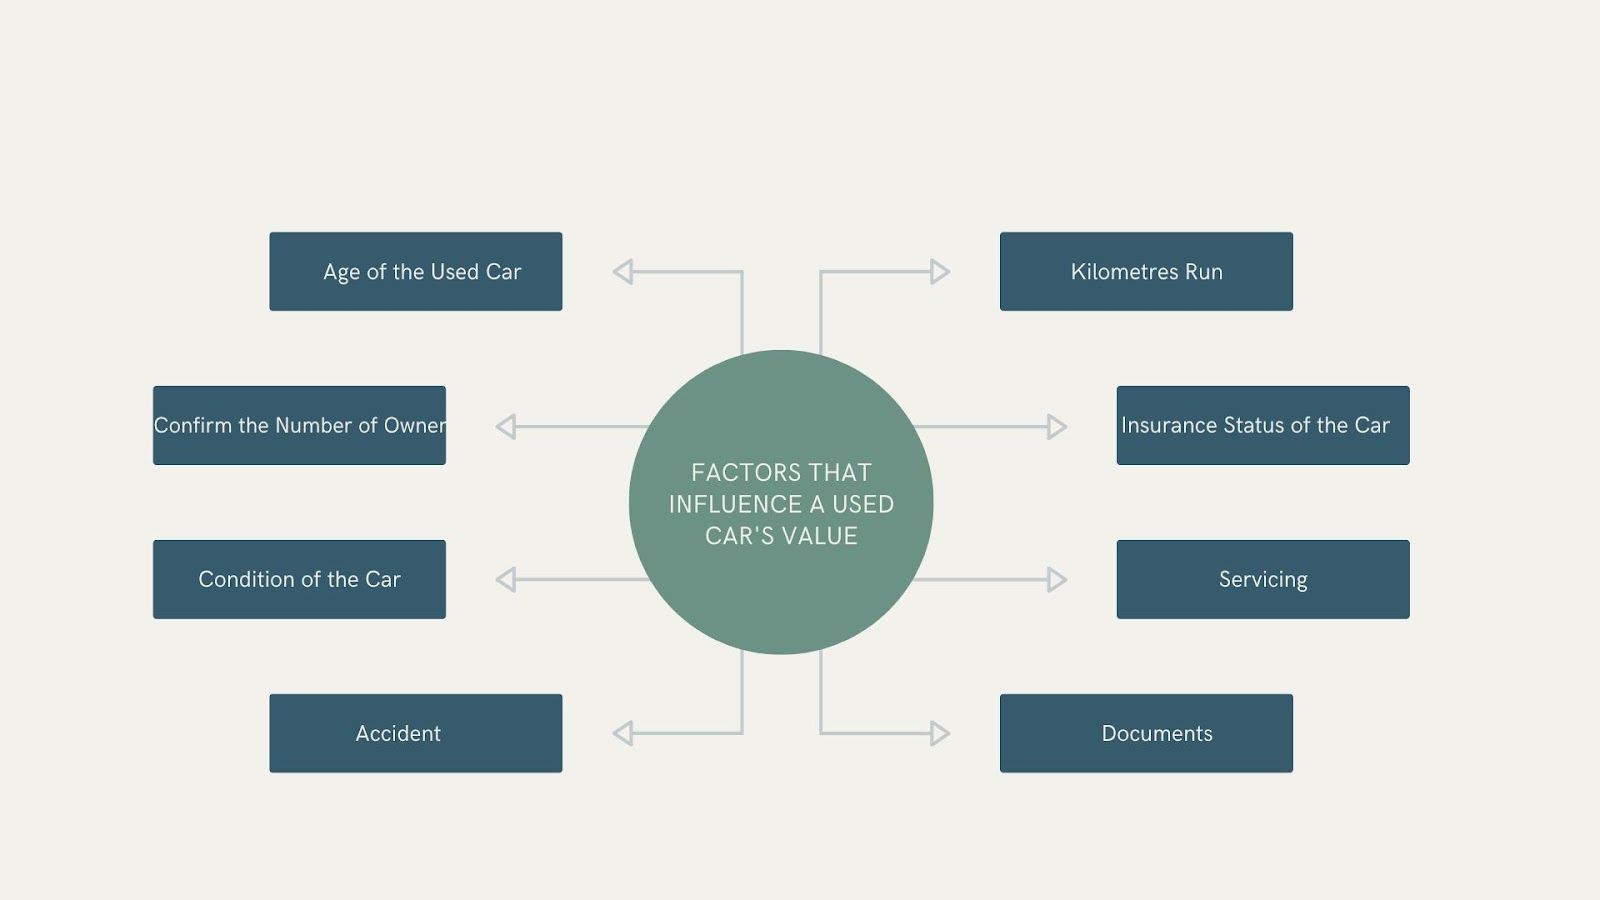 Age of the Used Car
Kilometres Run
Confirm the Number of Owner
Insurance Status of the Car
FACTORS THAT
INFLUENCE A USED
CAR'S VALUE
Condition of the Car
Servicing
Accident
Documents